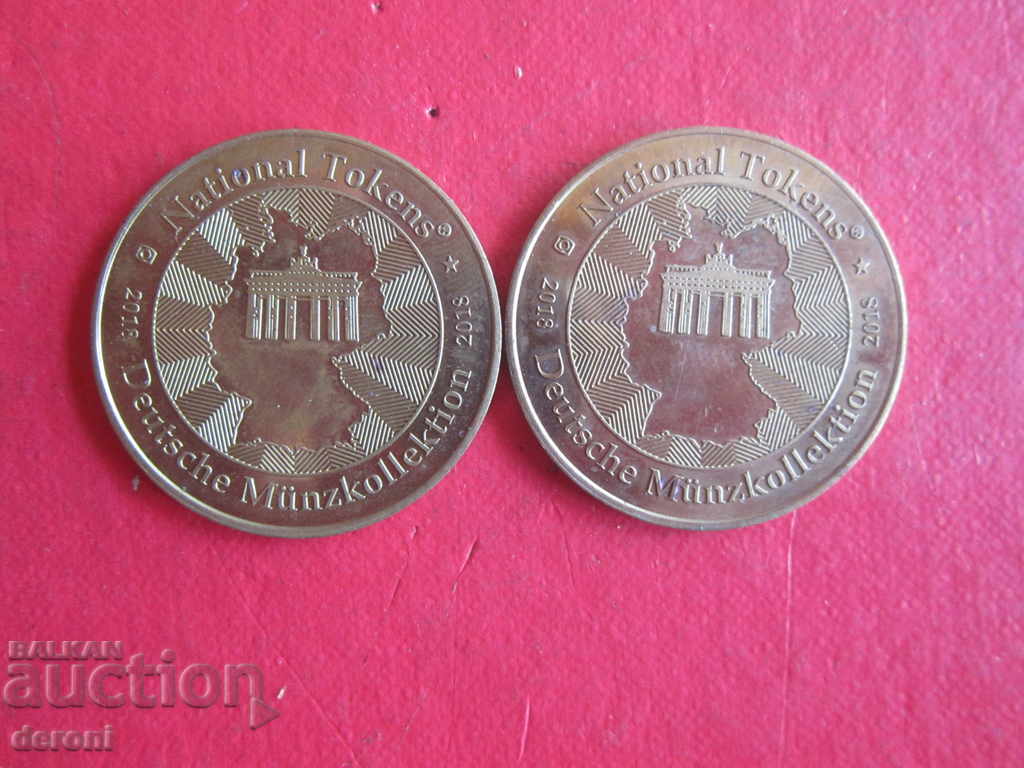 National Tokens®
2018 Deutsche Münzkollektion 2018
National Tokens®
2018 Deutsche Münzkollektion 2018
BALKAN
auction
deroni